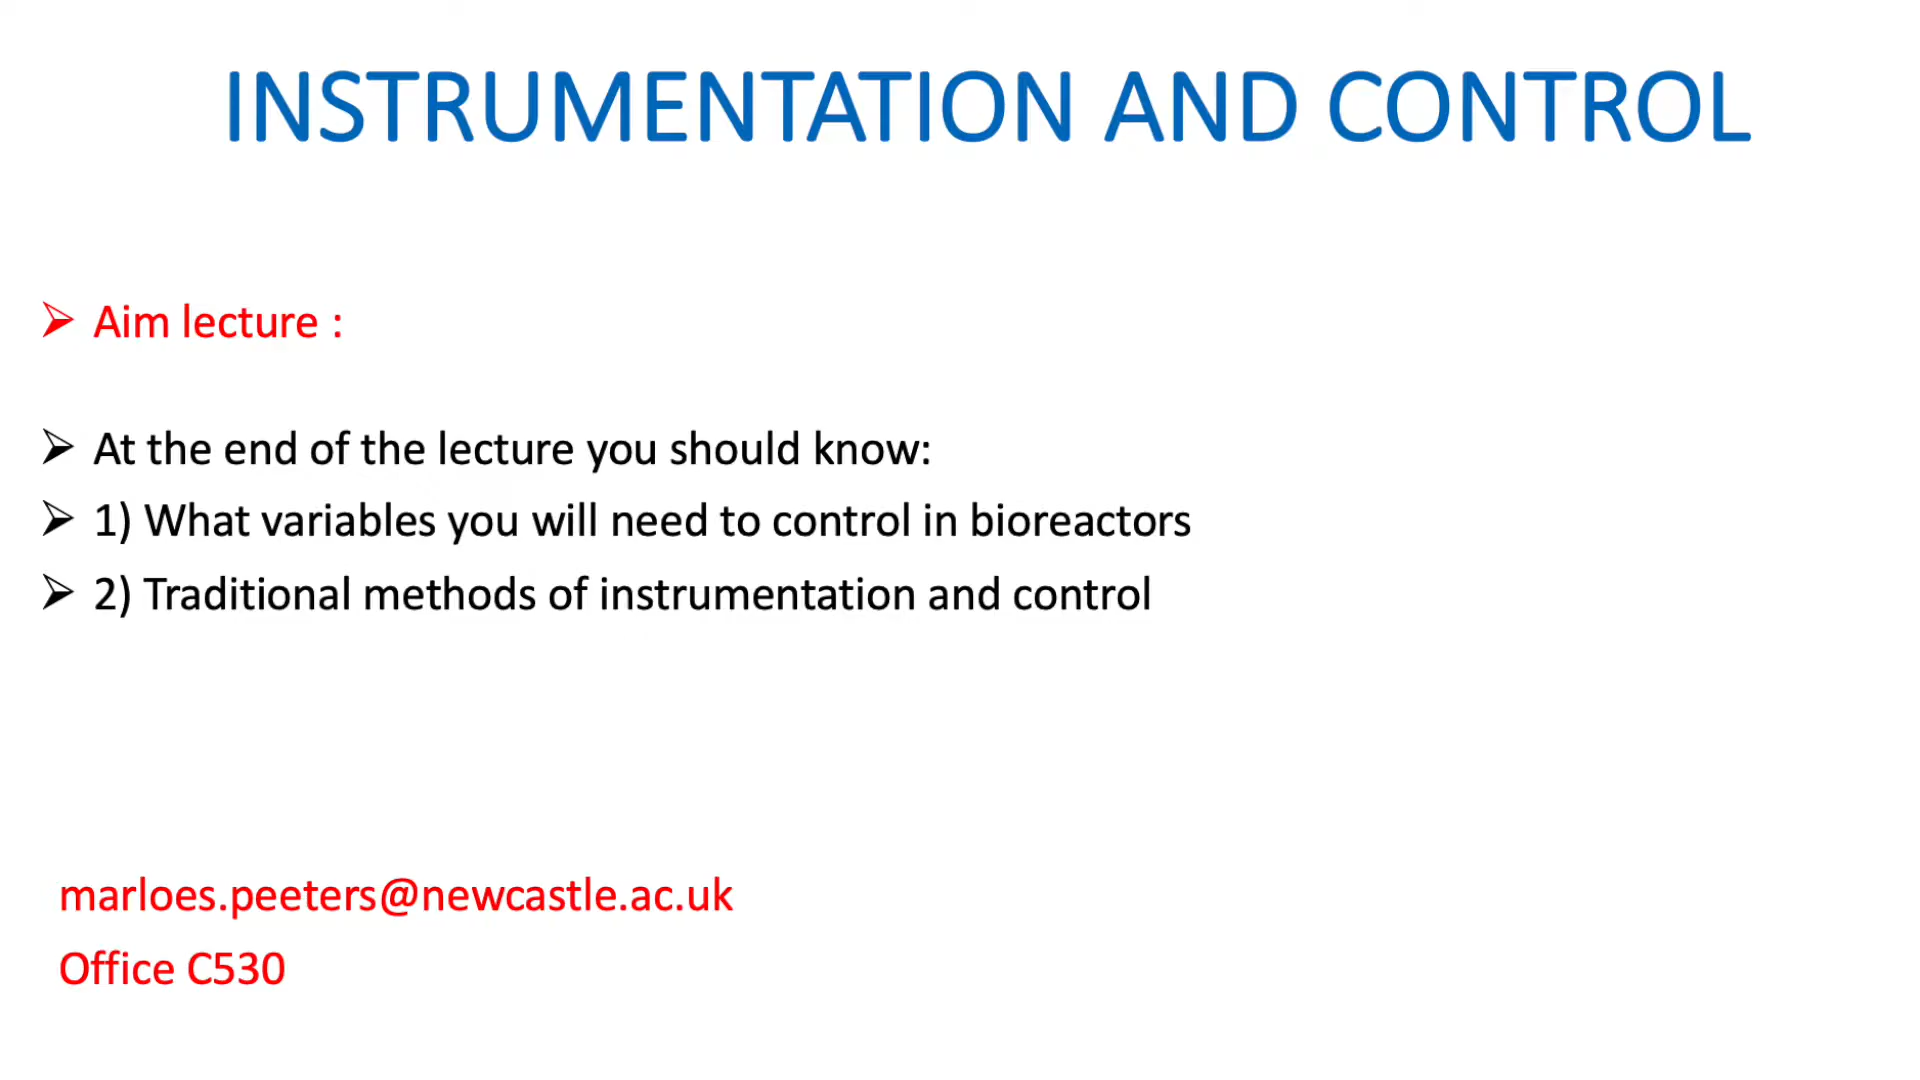 INSTRUMENTATION AND CONTROL
➢ Aim lecture :
➢ At the end of the lecture you should know:
➢ 1) What variables you will need to control in bioreactors
➢ 2) Traditional methods of instrumentation and control
marloes.peeters@newcastle.ac.uk
Office C530